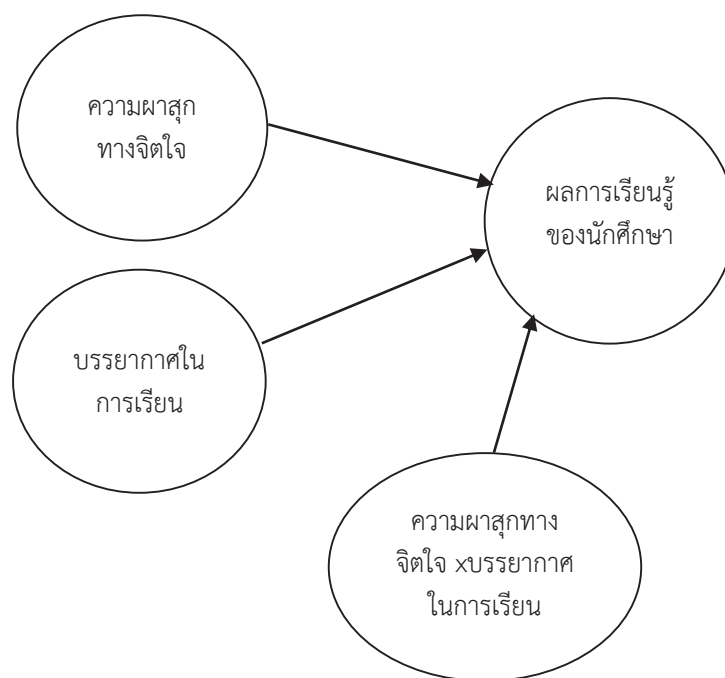 ความผาสุก
ทางจิตใจ
ผลการเรียนรู้
ของนักศึกษา
บรรยากาศใน
การเรียน
ความผาสุกทาง
จิตใจ xบรรยากาศ
ในการเรียน